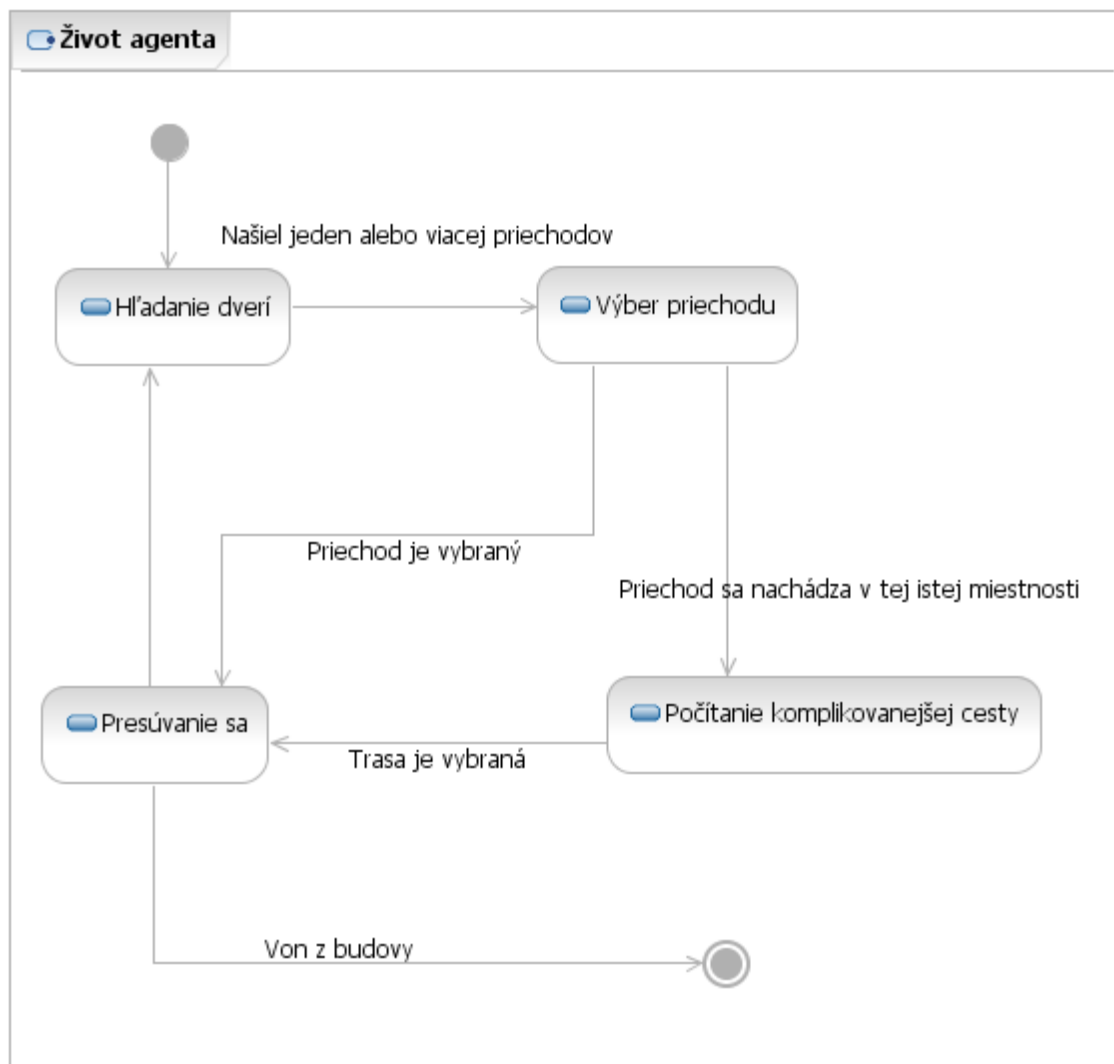 Život agenta
Našiel jeden alebo viacej priechodov
Hľadanie dverí
Výber priechodu
Priechod je vybraný
Priechod sa nachádza v tej istej miestnosti
Presúvanie sa
Počítanie komplikovanejšej cesty
Trasa je vybraná
Von z budovy